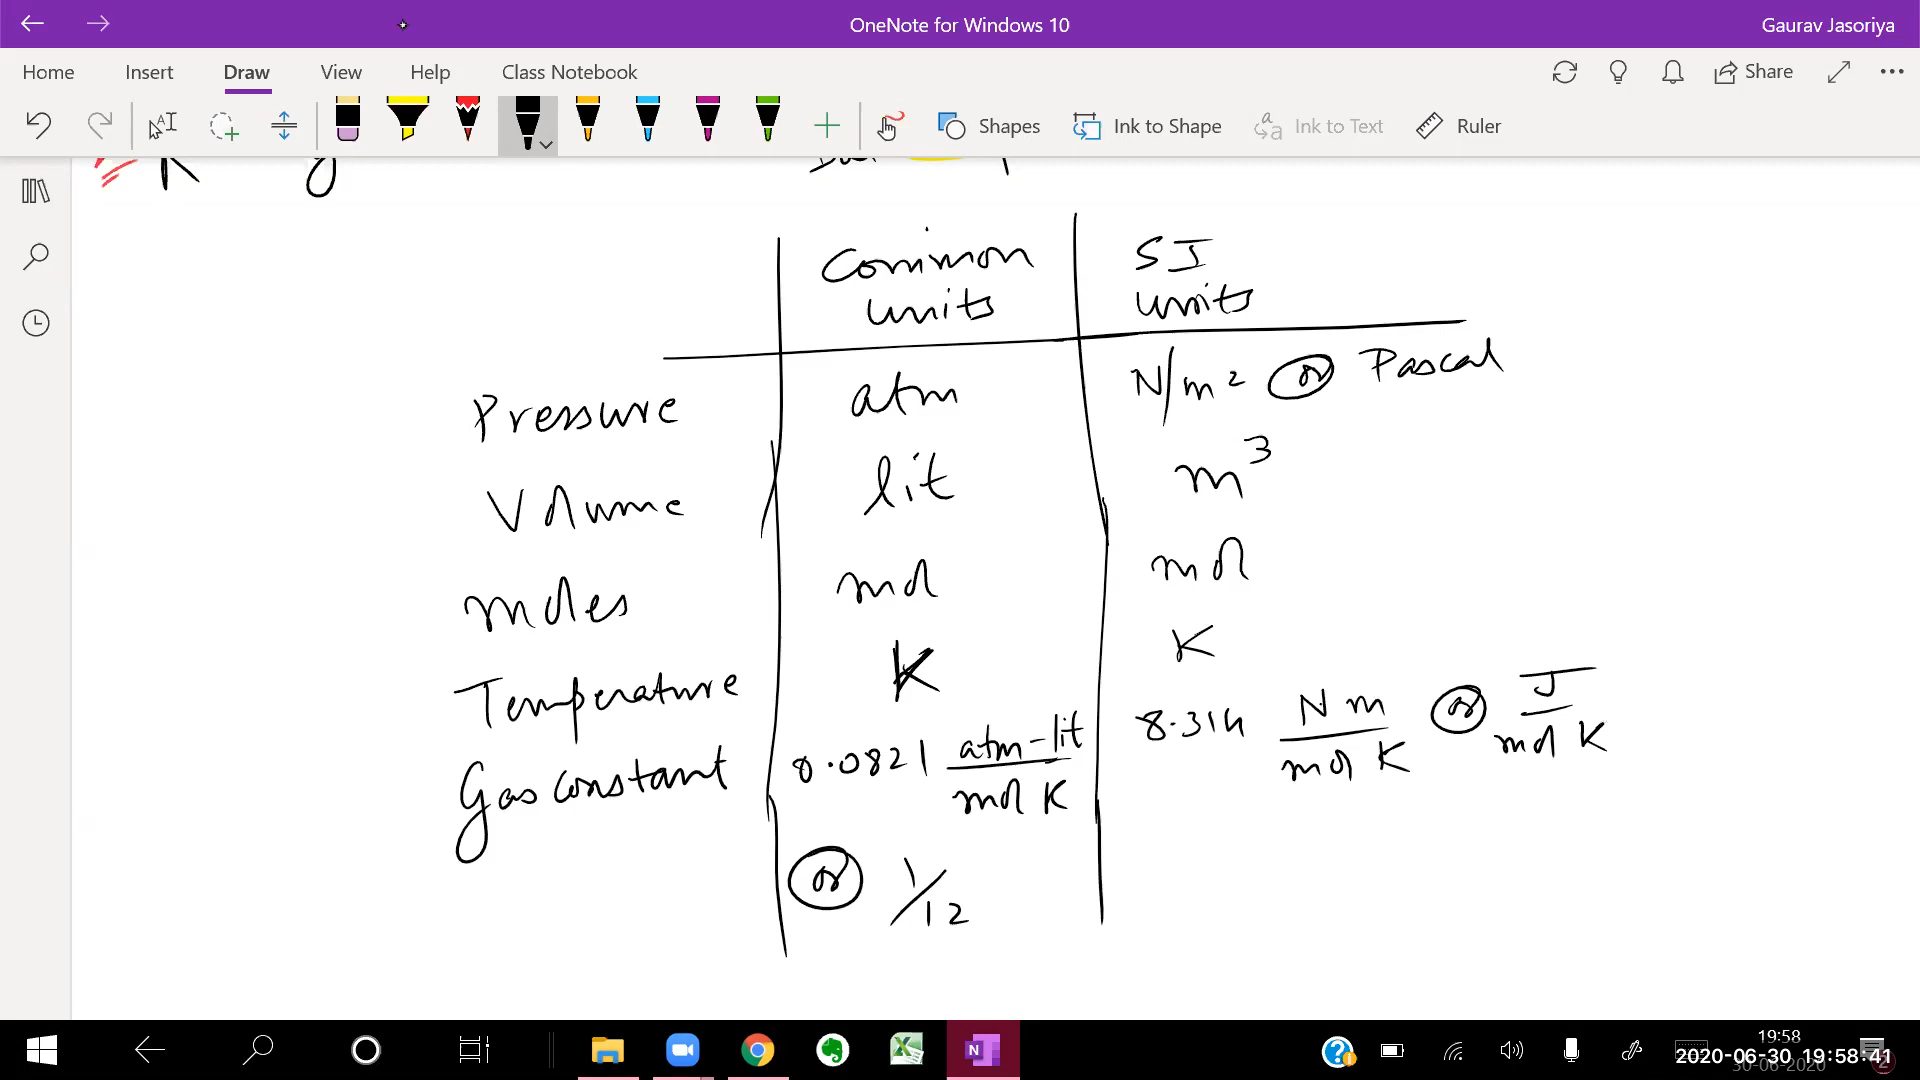 OneNote for Windows 10
Gaurav Jasoriya
Home Insert Draw View Help Class Notebook Share
Shapes Ink to Shape Ink to Text Ruler
Common units SI units
Pressure atm N/m² or Pascal
Volume lit m³
moles mol mol
Temperature K K
Gas constant 0.0821 atm-lit/mol K 8.314 N m/mol K or J/mol K
or 1/12
19:58
2020-06-30 19:58:41
30-06-2020